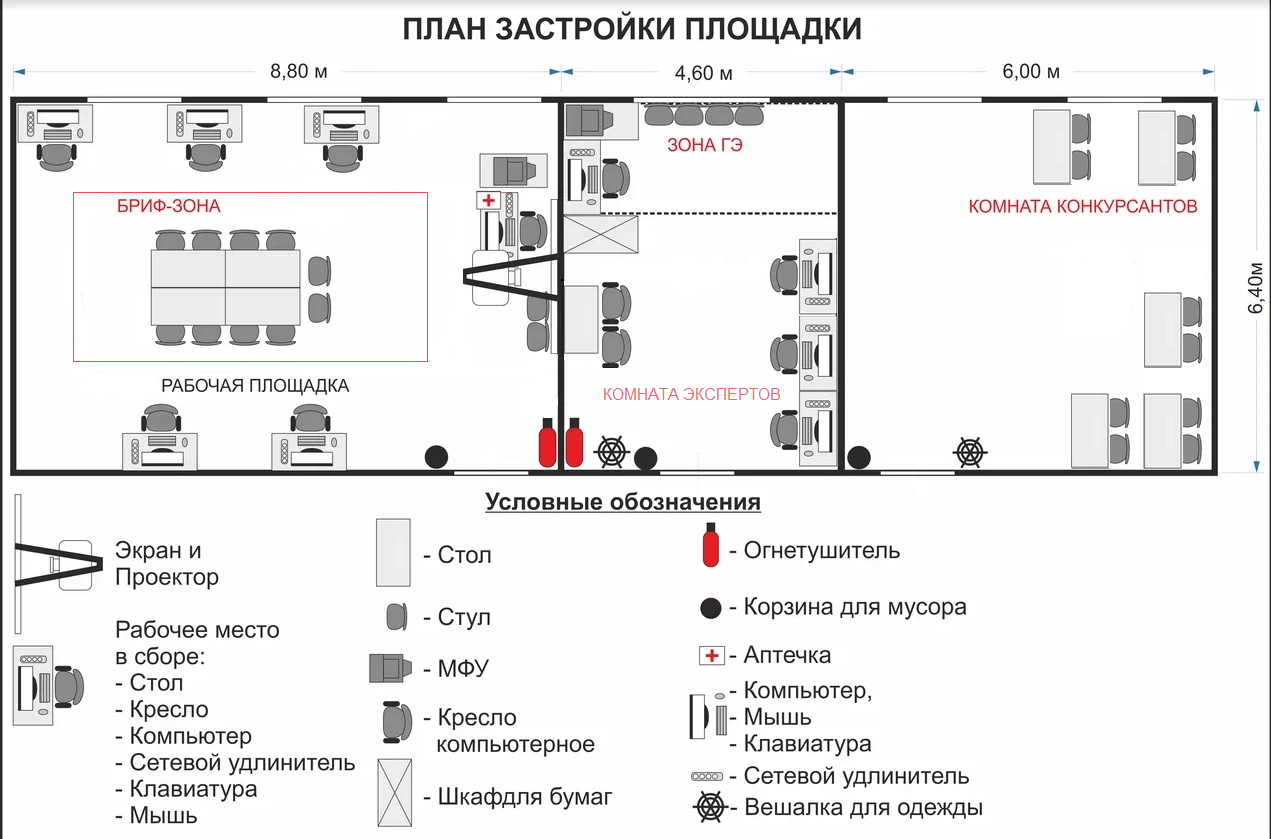 ПЛАН ЗАСТРОЙКИ ПЛОЩАДКИ
8,80 м
4,60 м
6,00 м
ЗОНА ГЭ
БРИФ-ЗОНА
КОМНАТА КОНКУРСАНТОВ
6,40м
РАБОЧАЯ ПЛОЩАДКА
КОМНАТА ЭКСПЕРТОВ
Условные обозначения
Экран и
Проектор
Рабочее место
в сборе:
- Стол
- Кресло
- Компьютер
- Сетевой удлинитель
- Клавиатура
- Мышь
- Стол
- Стул
- МФУ
- Кресло
компьютерное
- Шкафдля бумаг
- Огнетушитель
- Корзина для мусора
- Аптечка
- Компьютер,
- Мышь
- Клавиатура
- Сетевой удлинитель
- Вешалка для одежды